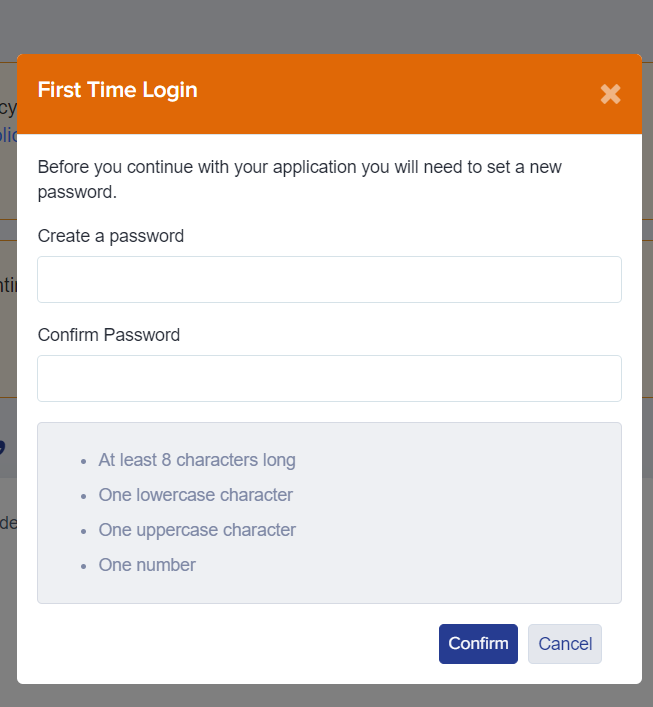 First Time Login
Before you continue with your application you will need to set a new
password.
Create a password
Confirm Password
At least 8 characters long
One lowercase character
One uppercase character
One number
Confirm Cancel